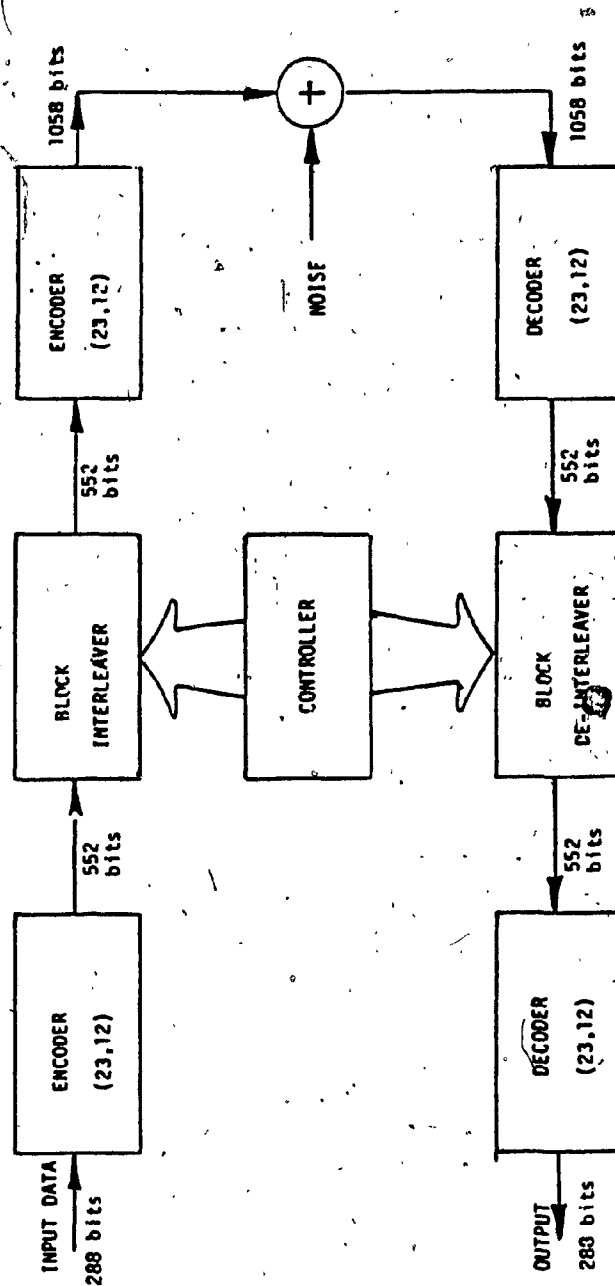 INPUT DATA
288 bits
ENCODER
(23,12)
552
bits
BLOCK
INTERLEAVER
552
bits
ENCODER
(23,12)
1058 bits
NOISE
+
CONTROLLER
1058 bits
DECODER
(23,12)
552
bits
BLOCK
DE-INTERLEAVER
552
bits
DECODER
(23,12)
OUTPUT
288 bits